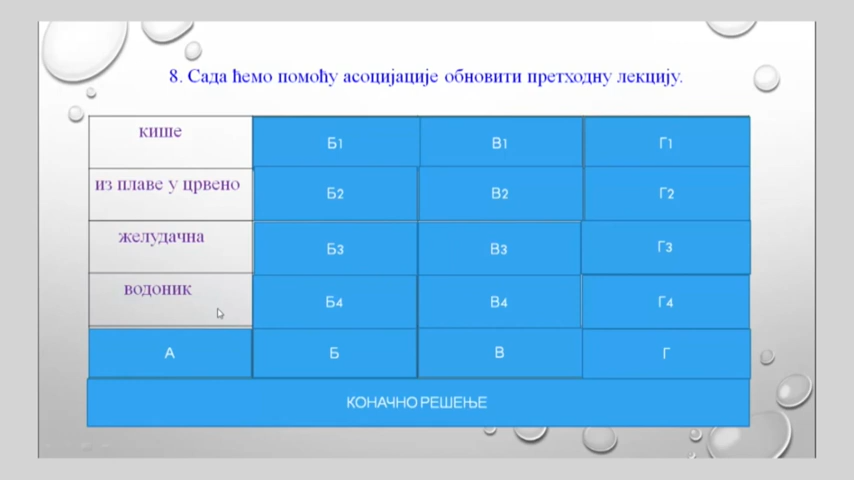 8. Сада ћемо помоћу асоцијације обновити претходну лекцију.
кише Б1 В1 Г1
из плаве у црвено Б2 В2 Г2
желудачна Б3 В3 Г3
водоник Б4 В4 Г4
А Б В Г
КОНАЧНО РЕШЕЊЕ